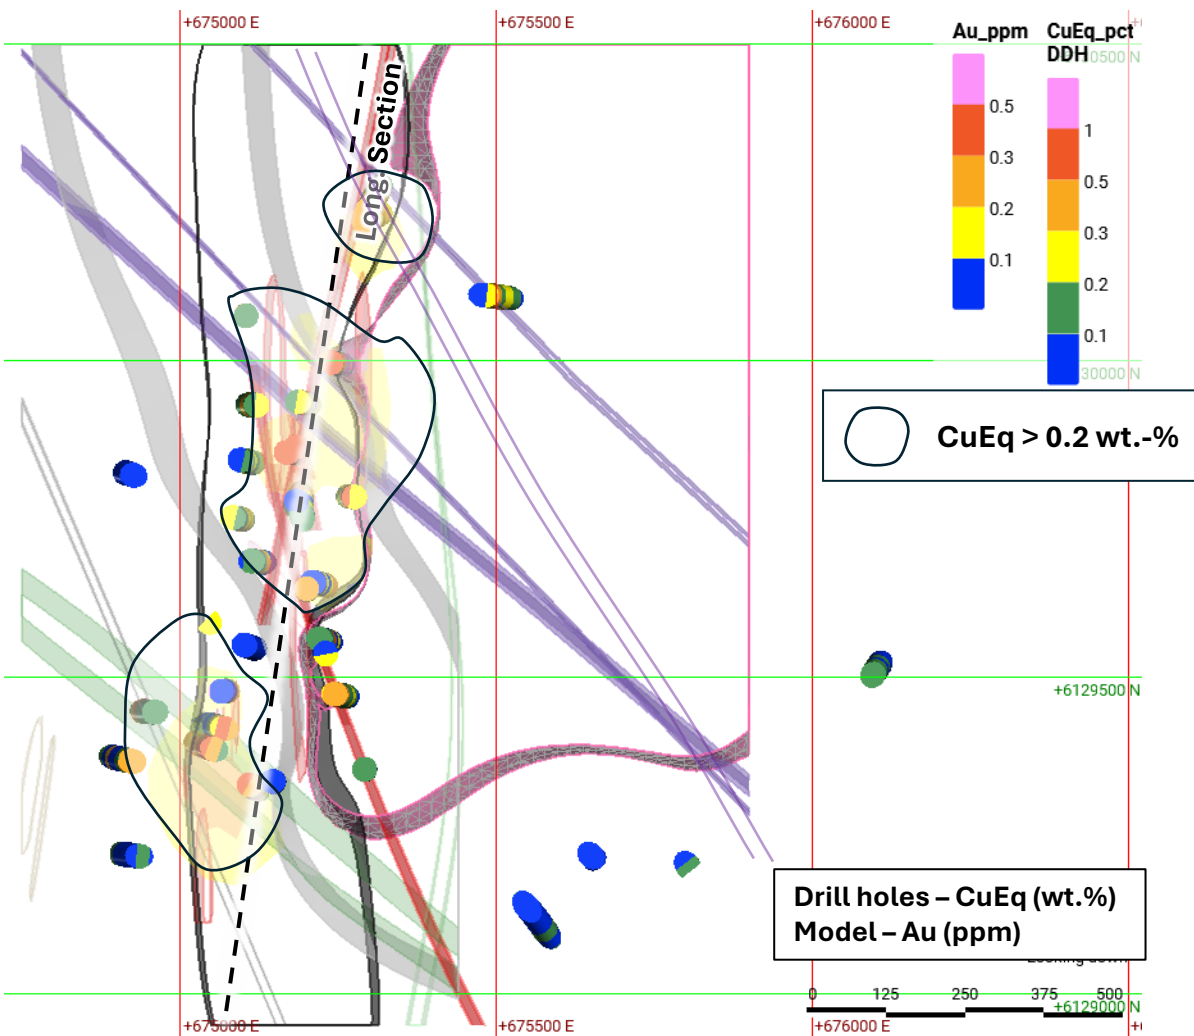 +675000 E
+675500 E
+676000 E
Au_ppm
CuEq_pct
DDH
0.5
0.3
0.2
0.1
1
0.5
0.3
0.2
0.1
Long. Section
30000 N
CuEq > 0.2 wt.-%
+6129500 N
Drill holes – CuEq (wt.%)
Model – Au (ppm)
0 125 250 375 500
+6129000 N
+675000 E
+675500 E
+676000 E